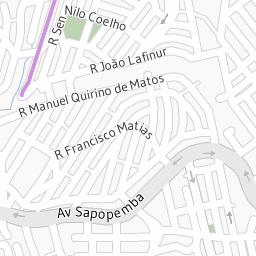 Nilo Coelho
R Sen
R João Lafinur
R Manuel Quirino de Matos
R Francisco Matias
Av Sapopemba